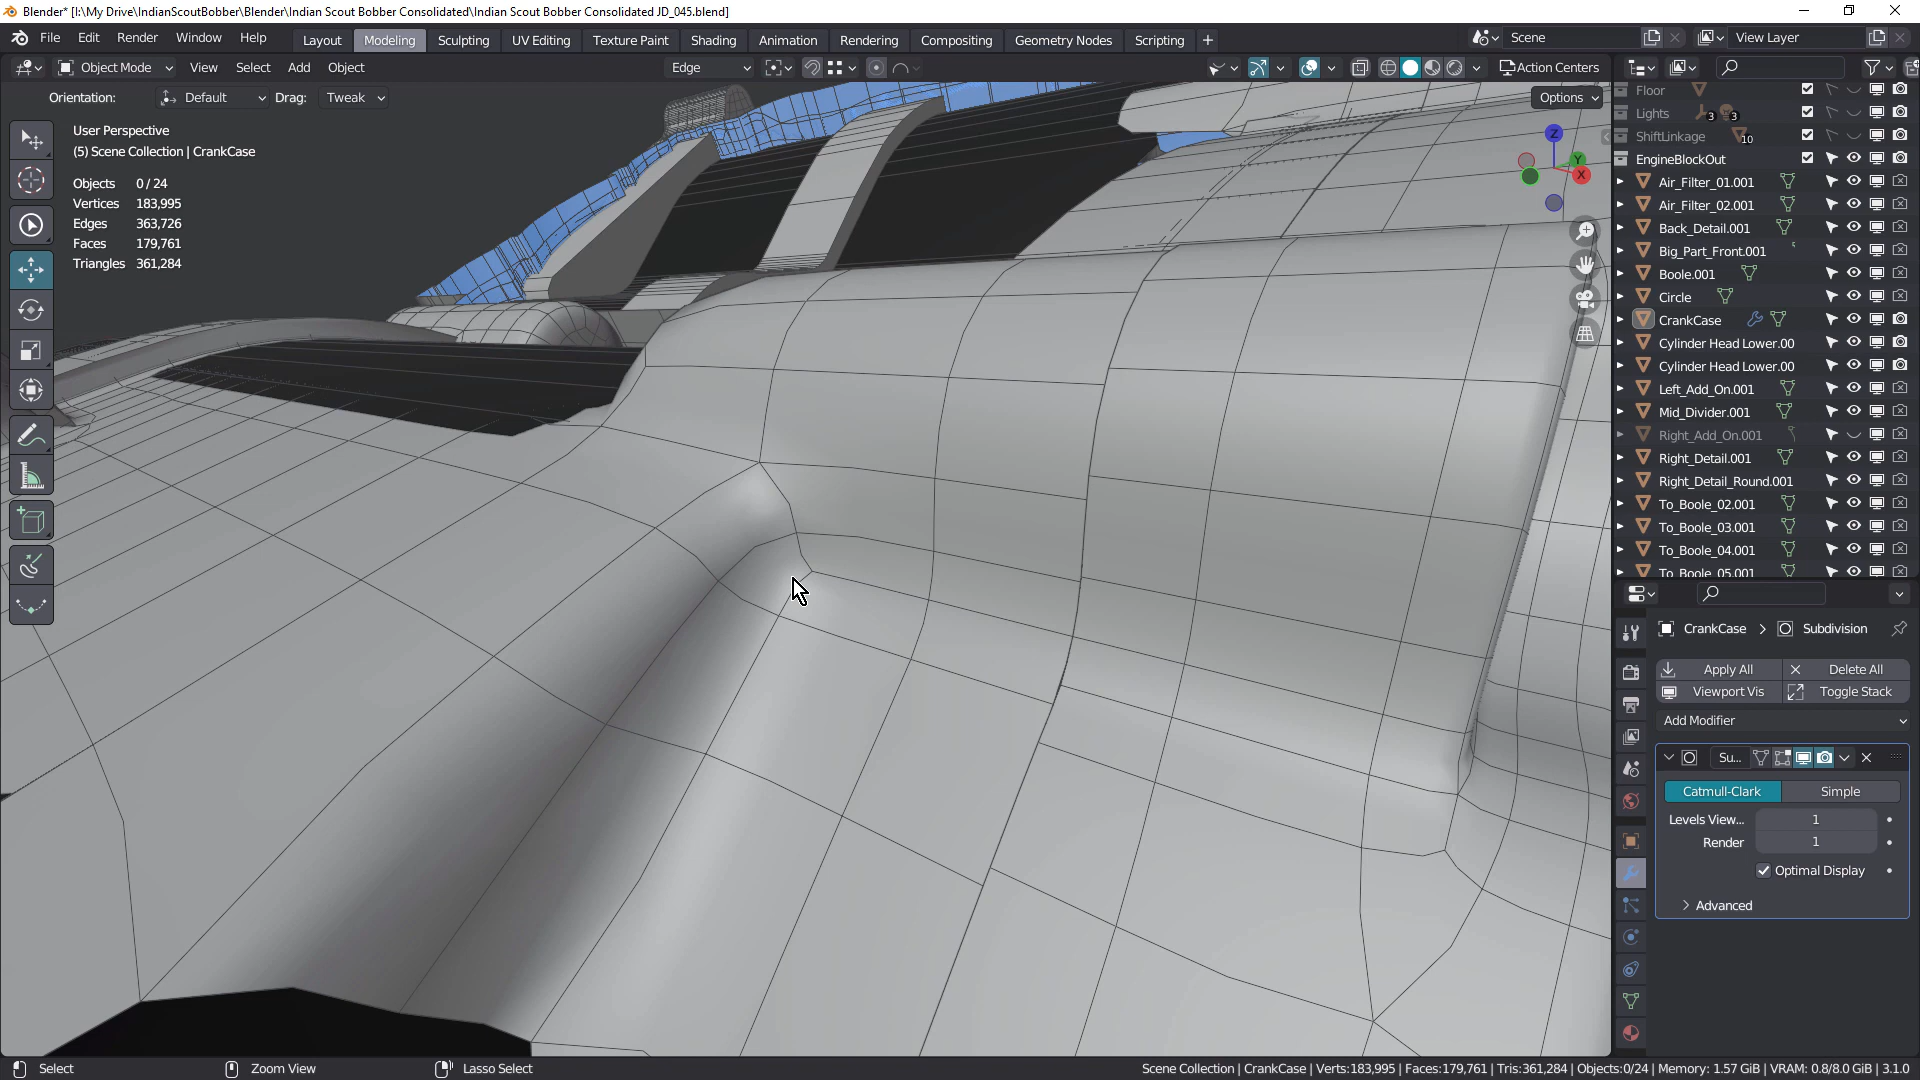 Blender* [I:\My Drive\IndianScoutBobber\Blender\Indian Scout Bobber Consolidated\Indian Scout Bobber Consolidated JD_045.blend]
File Edit Render Window Help Layout Modeling Sculpting UV Editing Texture Paint Shading Animation Rendering Compositing Geometry Nodes Scripting + Scene View Layer
Object Mode View Select Add Object Edge Action Centers
Orientation: Default Drag: Tweak Options
User Perspective
(5) Scene Collection | CrankCase
Objects 0 / 24
Vertices 183,995
Edges 363,726
Faces 179,761
Triangles 361,284
Z
Y
X
Floor
Lights 3 3
ShiftLinkage 10
EngineBlockOut
Air_Filter_01.001
Air_Filter_02.001
Back_Detail.001
Big_Part_Front.001
Boole.001
Circle
CrankCase
Cylinder Head Lower.00
Cylinder Head Lower.00
Left_Add_On.001
Mid_Divider.001
Right_Add_On.001
Right_Detail.001
Right_Detail_Round.001
To_Boole_02.001
To_Boole_03.001
To_Boole_04.001
To_Boole_05.001
CrankCase > Subdivision
Apply All Delete All
Viewport Vis Toggle Stack
Add Modifier
Su...
Catmull-Clark Simple
Levels View... 1
Render 1
Optimal Display
Advanced
Select Zoom View Lasso Select Scene Collection | CrankCase | Verts:183,995 | Faces:179,761 | Tris:361,284 | Objects:0/24 | Memory: 1.57 GiB | VRAM: 0.8/8.0 GiB | 3.1.0